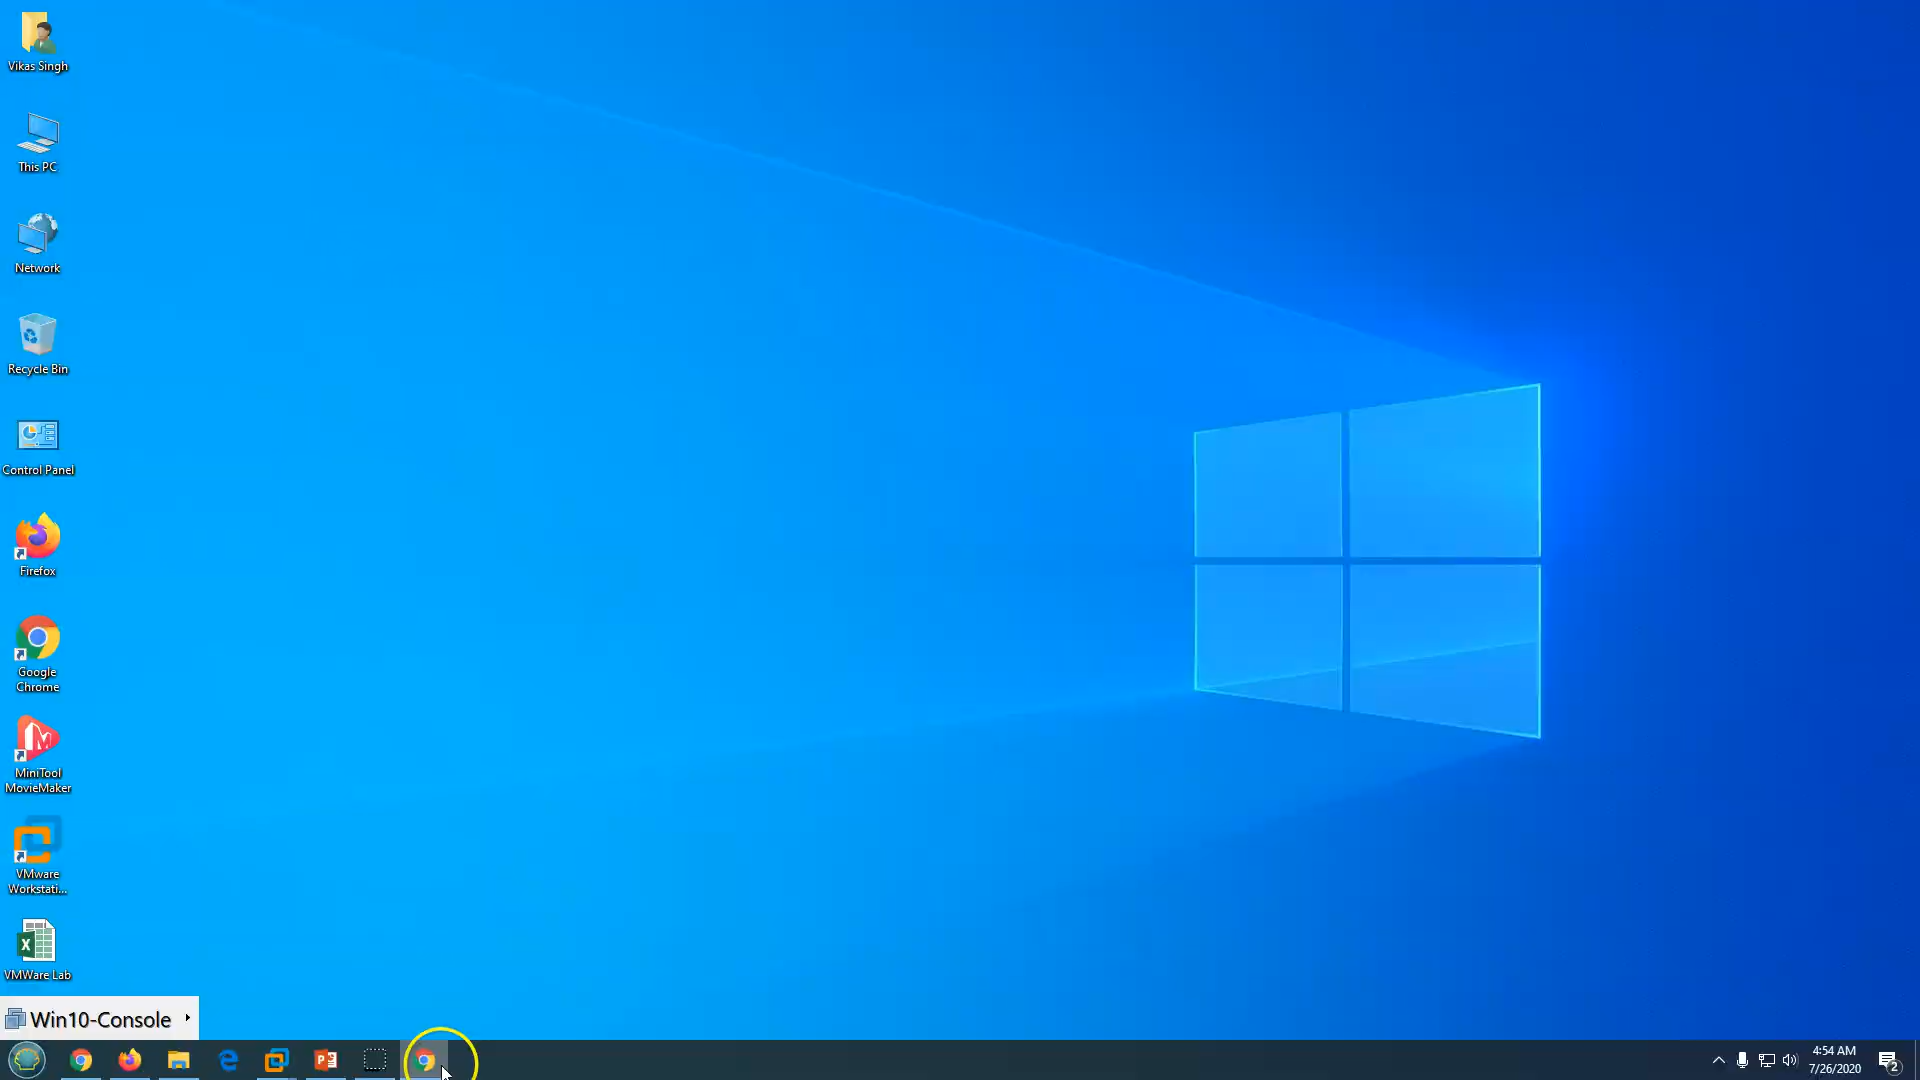 Vikas Singh
This PC
Network
Recycle Bin
Control Panel
Firefox
Google
Chrome
MiniTool
MovieMaker
VMware
Workstati...
VMWare Lab
Win10-Console
4:54 AM
7/26/2020
2